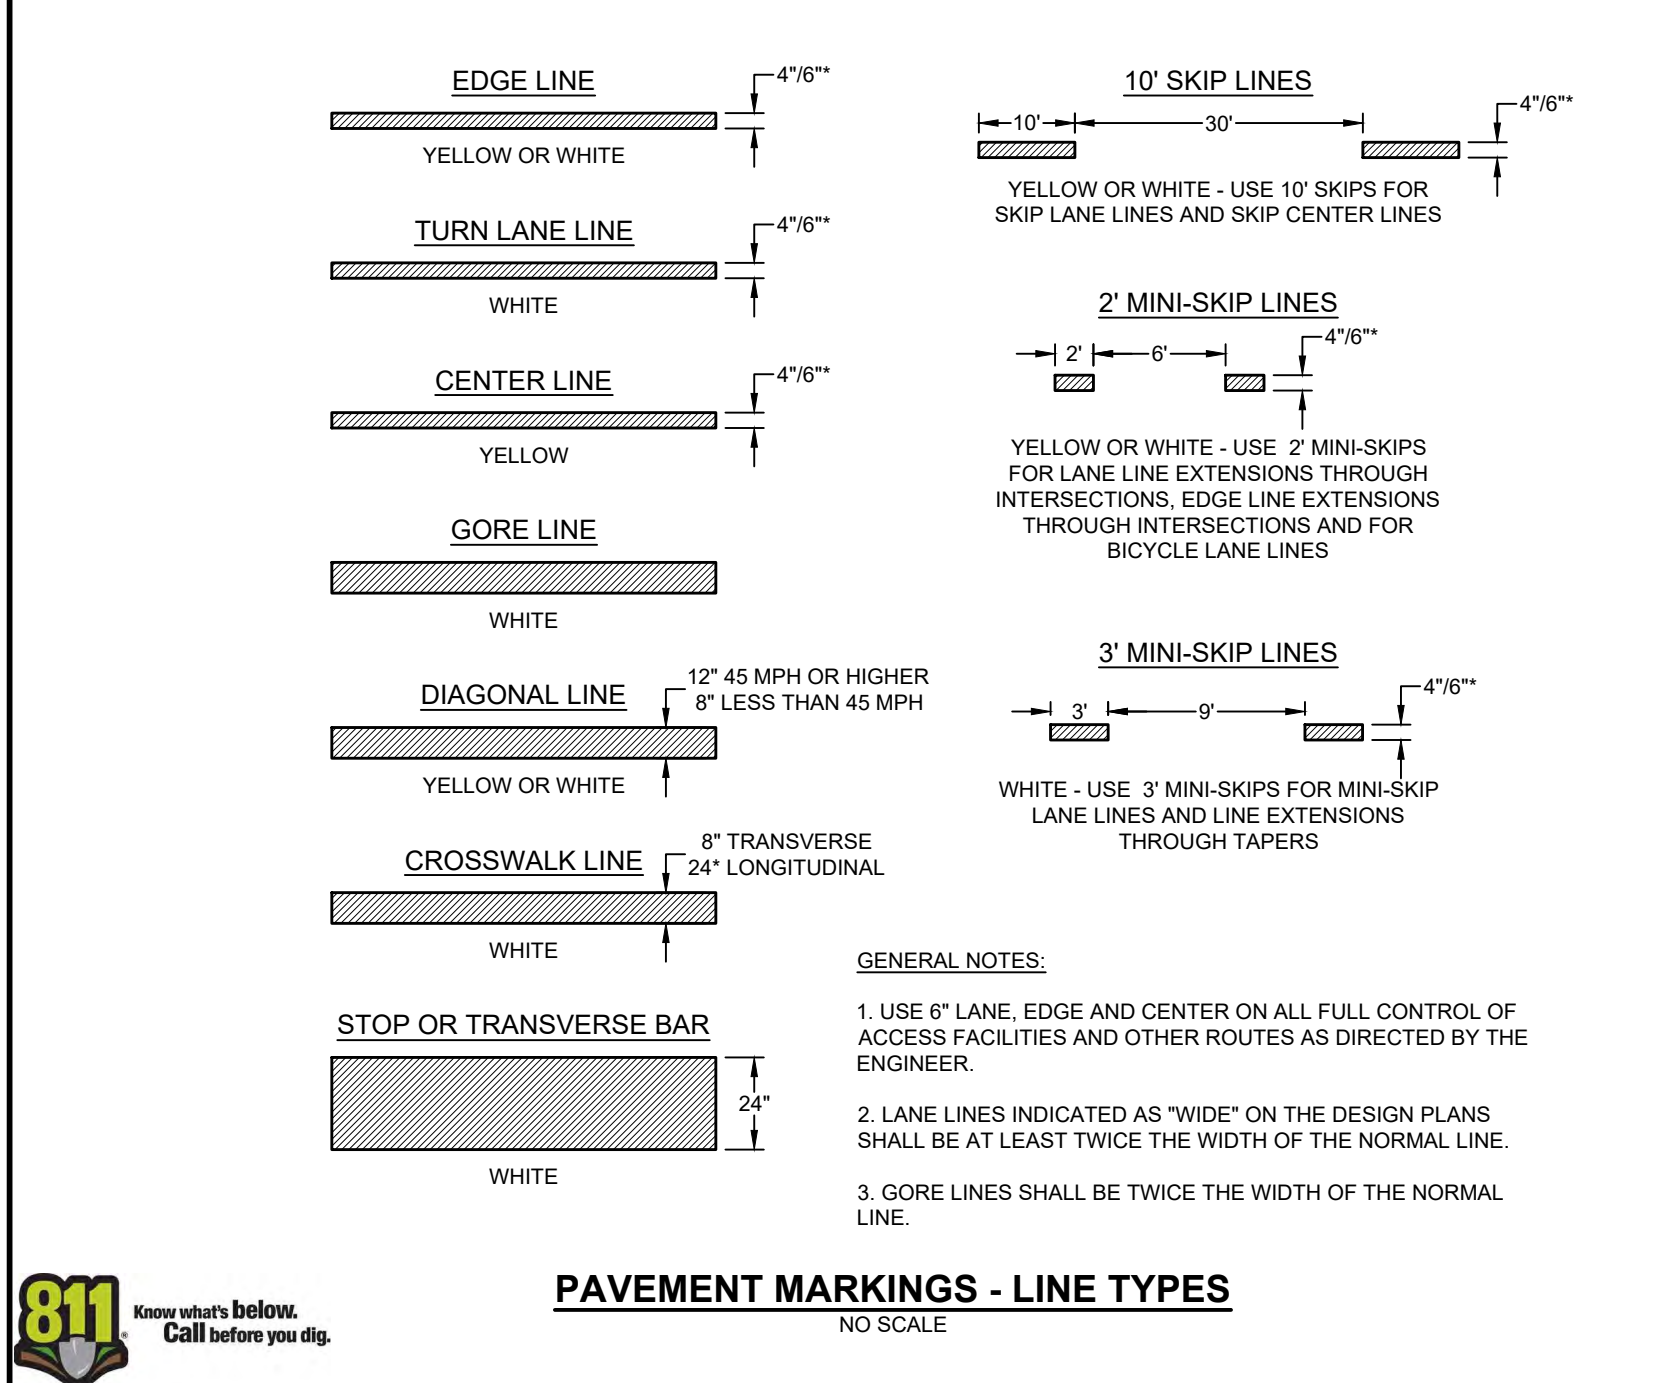 EDGE LINE
4"/6"*
YELLOW OR WHITE
TURN LANE LINE
4"/6"*
WHITE
CENTER LINE
4"/6"*
YELLOW
GORE LINE
WHITE
DIAGONAL LINE
12" 45 MPH OR HIGHER
8" LESS THAN 45 MPH
YELLOW OR WHITE
CROSSWALK LINE
8" TRANSVERSE
24* LONGITUDINAL
WHITE
STOP OR TRANSVERSE BAR
24"
WHITE
10' SKIP LINES
10'
30'
4"/6"*
YELLOW OR WHITE - USE 10' SKIPS FOR
SKIP LANE LINES AND SKIP CENTER LINES
2' MINI-SKIP LINES
2'
6'
4"/6"*
YELLOW OR WHITE - USE 2' MINI-SKIPS
FOR LANE LINE EXTENSIONS THROUGH
INTERSECTIONS, EDGE LINE EXTENSIONS
THROUGH INTERSECTIONS AND FOR
BICYCLE LANE LINES
3' MINI-SKIP LINES
3'
9'
4"/6"*
WHITE - USE 3' MINI-SKIPS FOR MINI-SKIP
LANE LINES AND LINE EXTENSIONS
THROUGH TAPERS
GENERAL NOTES:
1. USE 6" LANE, EDGE AND CENTER ON ALL FULL CONTROL OF
ACCESS FACILITIES AND OTHER ROUTES AS DIRECTED BY THE
ENGINEER.
2. LANE LINES INDICATED AS "WIDE" ON THE DESIGN PLANS
SHALL BE AT LEAST TWICE THE WIDTH OF THE NORMAL LINE.
3. GORE LINES SHALL BE TWICE THE WIDTH OF THE NORMAL
LINE.
PAVEMENT MARKINGS - LINE TYPES
NO SCALE
811®
Know what's below.
Call before you dig.